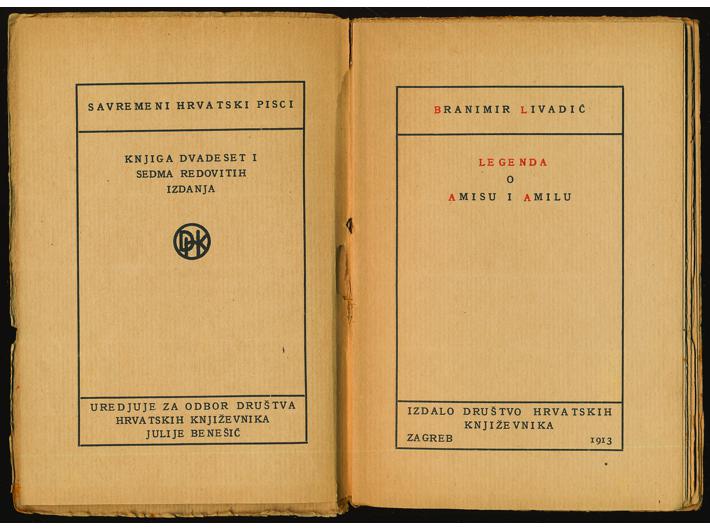 SAVREMENI HRVATSKI PISCI
KNJIGA DVADESET I
SEDMA REDOVITIH
IZDANJA
DHK
UREDJUJE ZA ODBOR DRUŠTVA
HRVATSKIH KNJIŽEVNIKA
JULIJE BENEŠIĆ
BRANIMIR LIVADIĆ
LEGENDA
O
AMISU I AMILU
IZDALO DRUŠTVO HRVATSKIH
KNJIŽEVNIKA
ZAGREB 1913